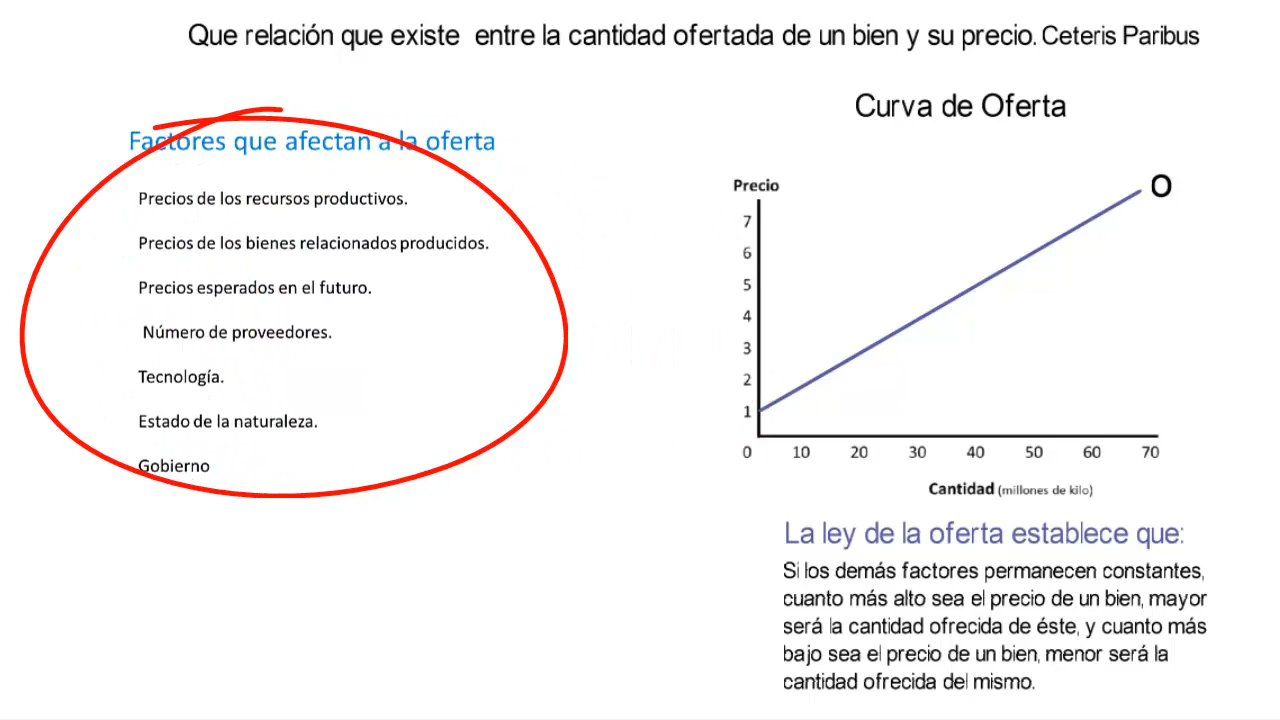 Que relación que existe entre la cantidad ofertada de un bien y su precio. Ceteris Paribus
Factores que afectan a la oferta
Precios de los recursos productivos.
Precios de los bienes relacionados producidos.
Precios esperados en el futuro.
Número de proveedores.
Tecnología.
Estado de la naturaleza.
Gobierno
Curva de Oferta
Precio
O
7
6
5
4
3
2
1
0 10 20 30 40 50 60 70
Cantidad (millones de kilo)
La ley de la oferta establece que:
Si los demás factores permanecen constantes,
cuanto más alto sea el precio de un bien, mayor
será la cantidad ofrecida de éste, y cuanto más
bajo sea el precio de un bien, menor será la
cantidad ofrecida del mismo.